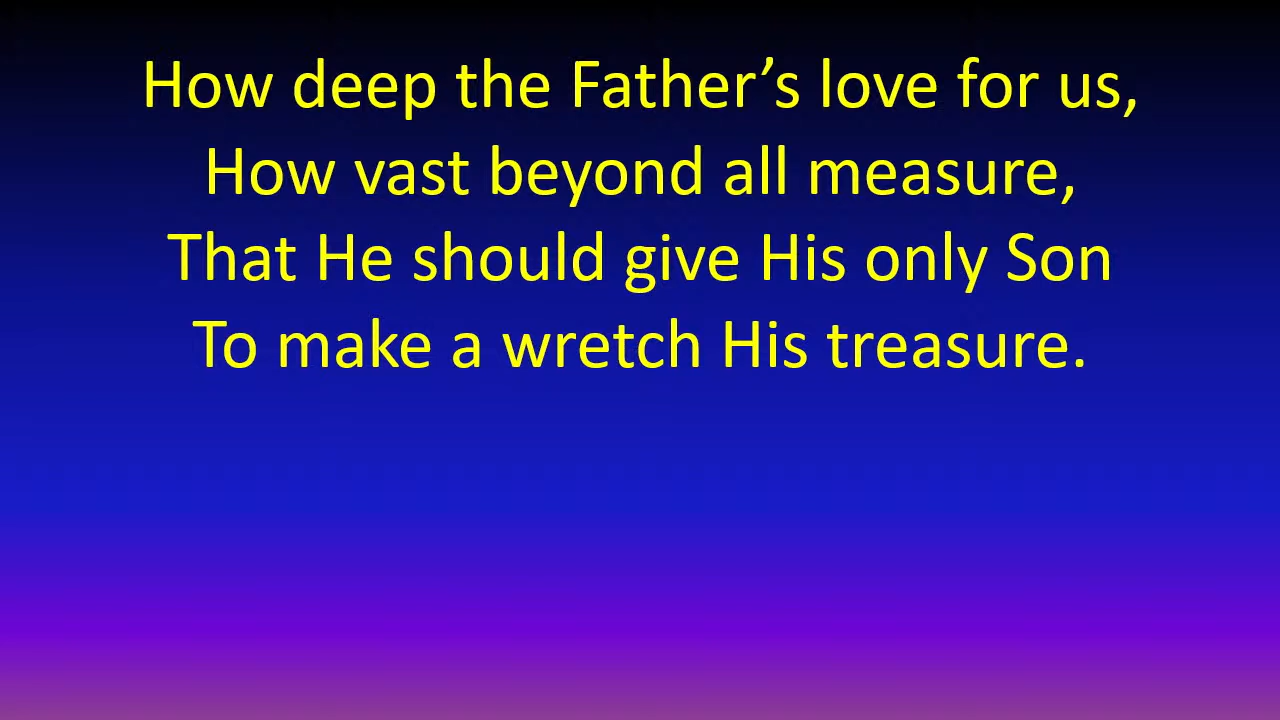 How deep the Father’s love for us,
How vast beyond all measure,
That He should give His only Son
To make a wretch His treasure.